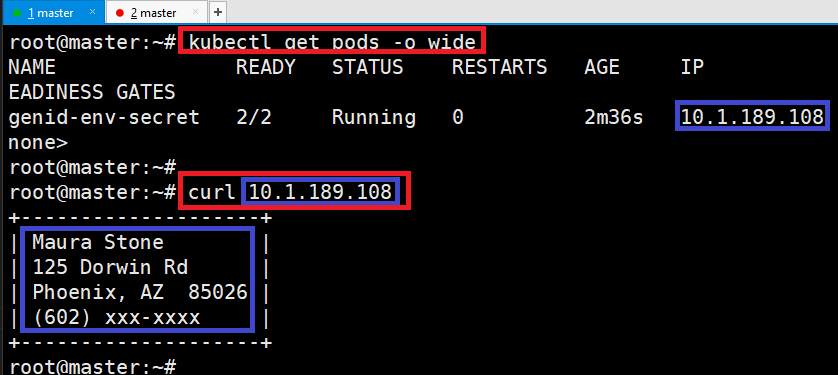 1 master × 2 master × +
root@master:~# kubectl get pods -o wide
NAME READY STATUS RESTARTS AGE IP
EADINESS GATES
genid-env-secret 2/2 Running 0 2m36s 10.1.189.108
none>
root@master:~#
root@master:~# curl 10.1.189.108
+--------------------+
| Maura Stone |
| 125 Dorwin Rd |
| Phoenix, AZ  85026 |
| (602) xxx-xxxx |
+--------------------+
root@master:~#